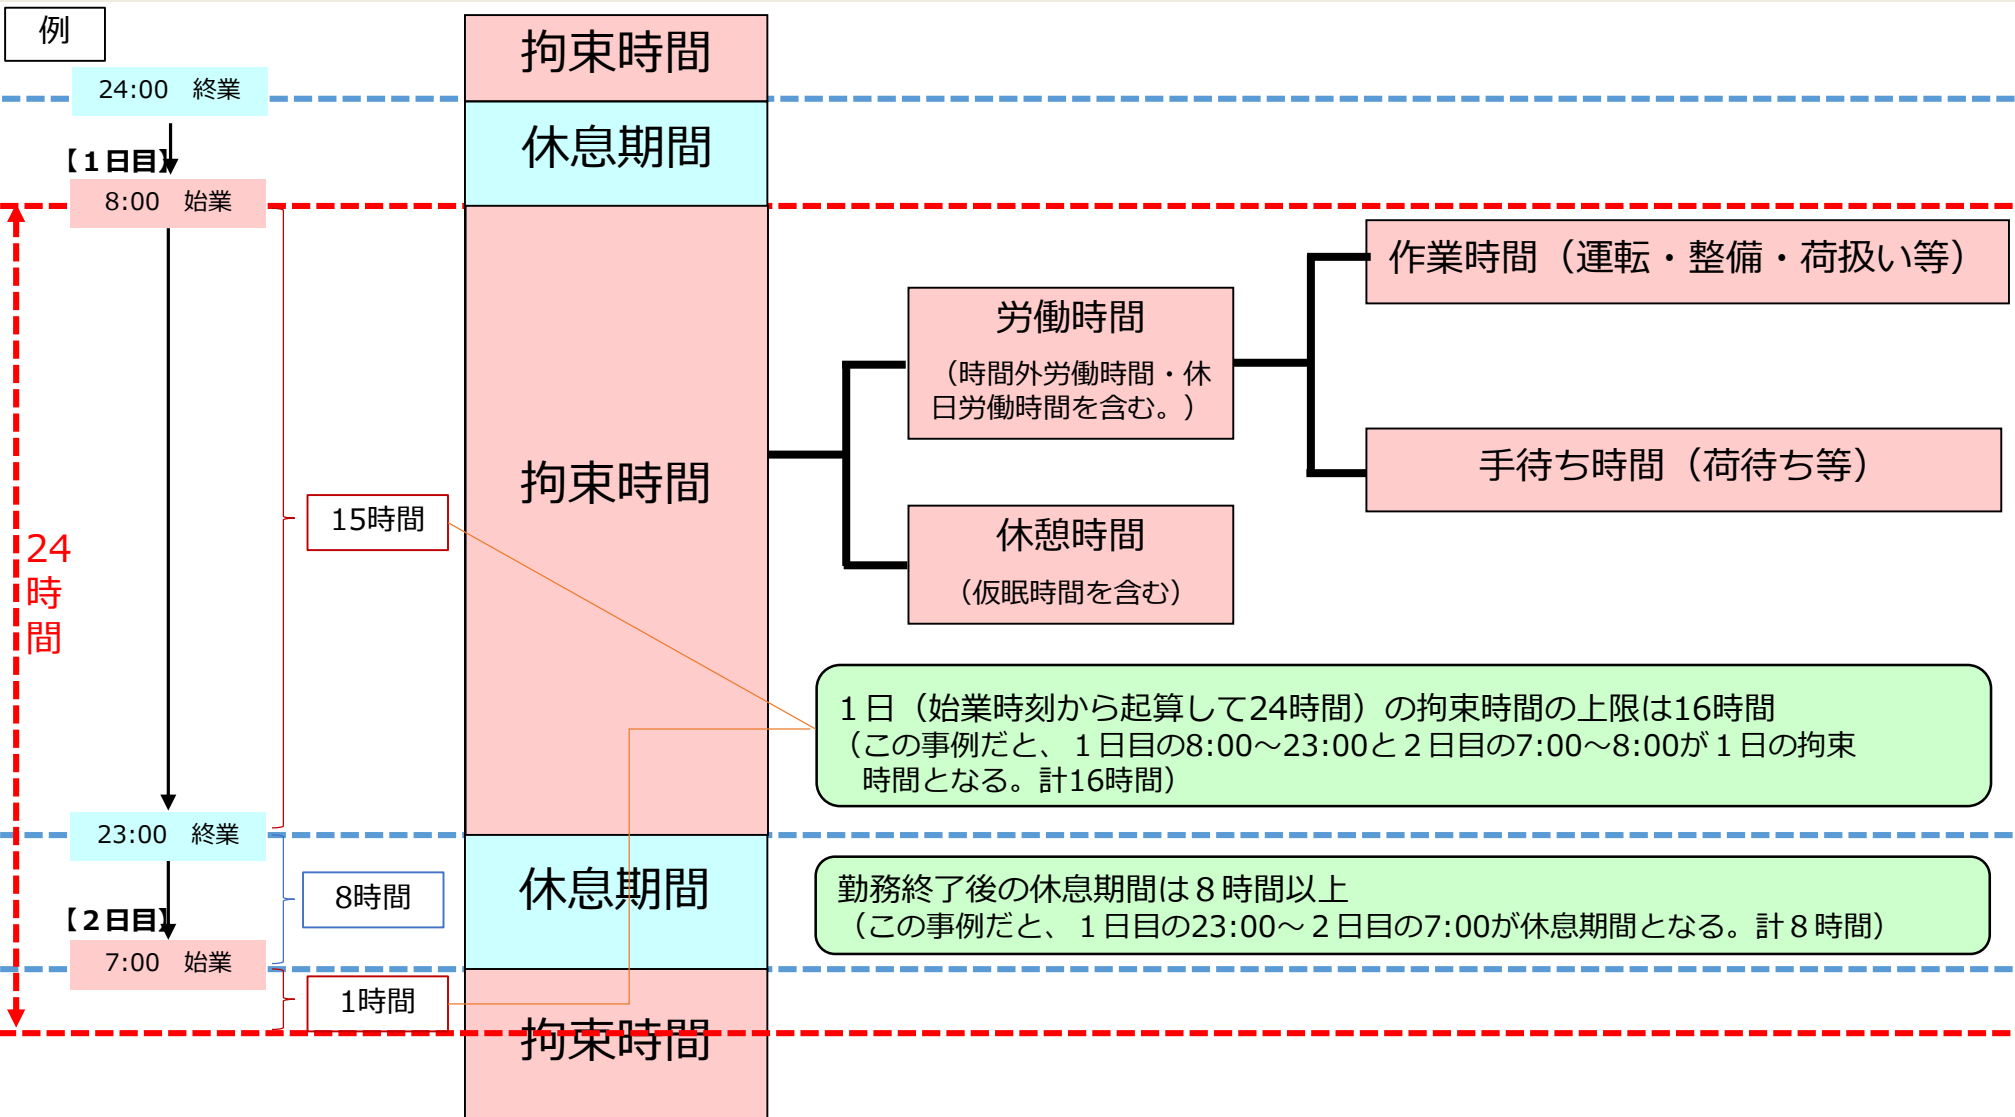 例
拘束時間
24:00　終業
休息期間
【１日目】
8:00　始業
作業時間（運転・整備・荷扱い等）
労働時間
（時間外労働時間・休
日労働時間を含む。）
手待ち時間（荷待ち等）
拘束時間
15時間
休憩時間
（仮眠時間を含む）
24
時
間
１日（始業時刻から起算して24時間）の拘束時間の上限は16時間
（この事例だと、１日目の8:00～23:00と２日目の7:00～8:00が１日の拘束
時間となる。計16時間）
23:00　終業
休息期間
8時間
勤務終了後の休息期間は８時間以上
（この事例だと、１日目の23:00～２日目の7:00が休息期間となる。計８時間）
【２日目】
7:00　始業
1時間
拘束時間